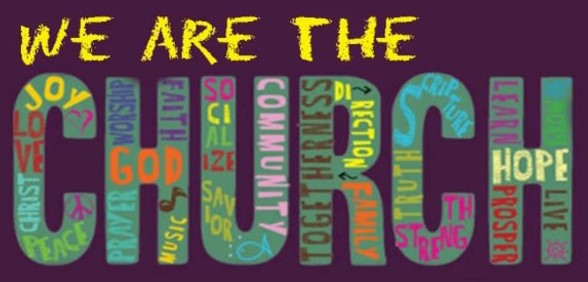 WE ARE THE
CHURCH
JOY
LOVE
CHRIST
PEACE
WORSHIP
FAITH
GOD
PRAYER
MUSIC
SOCIALIZE
SAVIOR
COMMUNITY
TOGETHERNESS
DIRECTION
FAMILY
SCRIPTURE
TRUTH
STRENGTH
LEARN
HOPE
PROSPER
LIVE